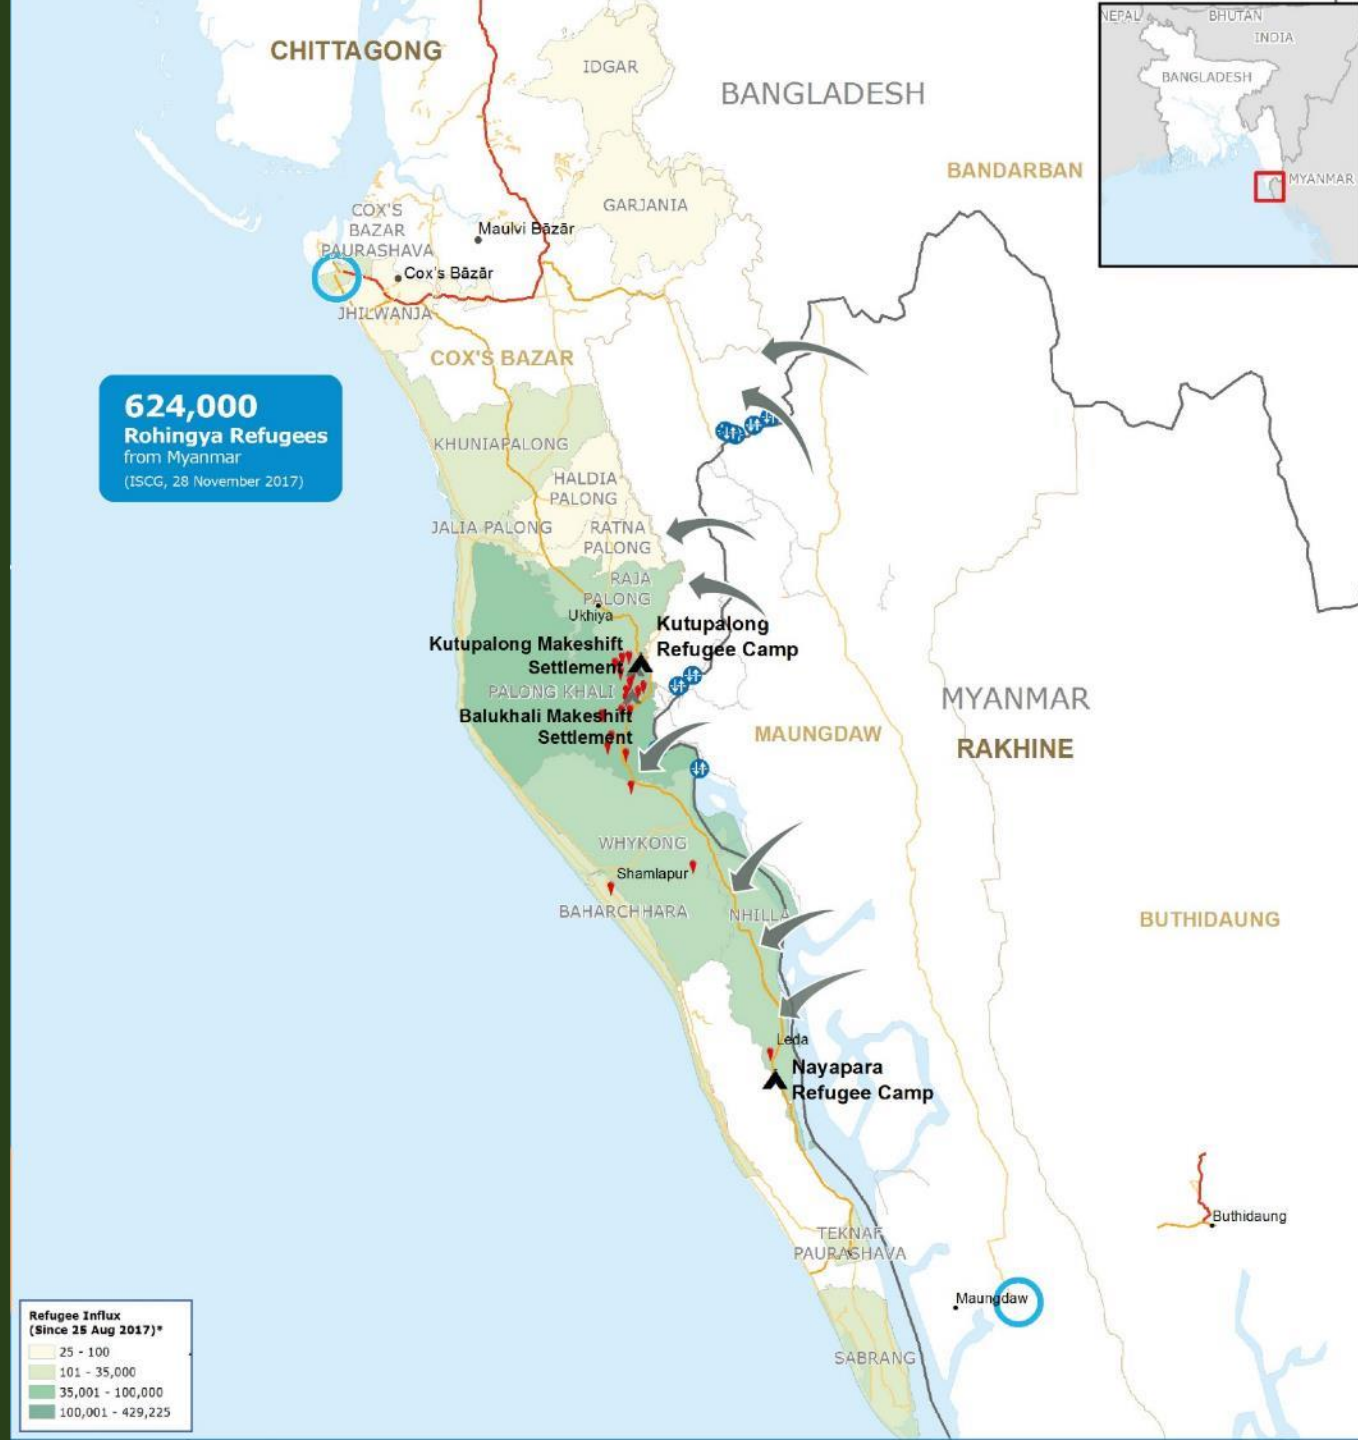 CHITTAGONG
IDGAR
BANGLADESH
BANDARBAN
NEPAL
BHUTAN
INDIA
BANGLADESH
MYANMAR
GARJANIA
COX'S
BAZAR
PAURASHAVA
Maulvi Bāzār
Cox's Bāzār
JHILWANJA
COX'S BAZAR
624,000
Rohingya Refugees
from Myanmar
(ISCG, 28 November 2017)
KHUNIAPALONG
HALDIA
PALONG
JALIA PALONG
RATNA
PALONG
RAJA
PALONG
Ukhiya
Kutupalong
Refugee Camp
Kutupalong Makeshift
Settlement
PALONG KHALI
Balukhali Makeshift
Settlement
MYANMAR
MAUNGDAW
RAKHINE
WHYKONG
Shamlapur
BAHARCHHARA
NHILLA
BUTHIDAUNG
Leda
Nayapara
Refugee Camp
TEKNAF
PAURASHAVA
Buthidaung
Maungdaw
SABRANG
Refugee Influx
(Since 25 Aug 2017)*
25 - 100
101 - 35,000
35,001 - 100,000
100,001 - 429,225